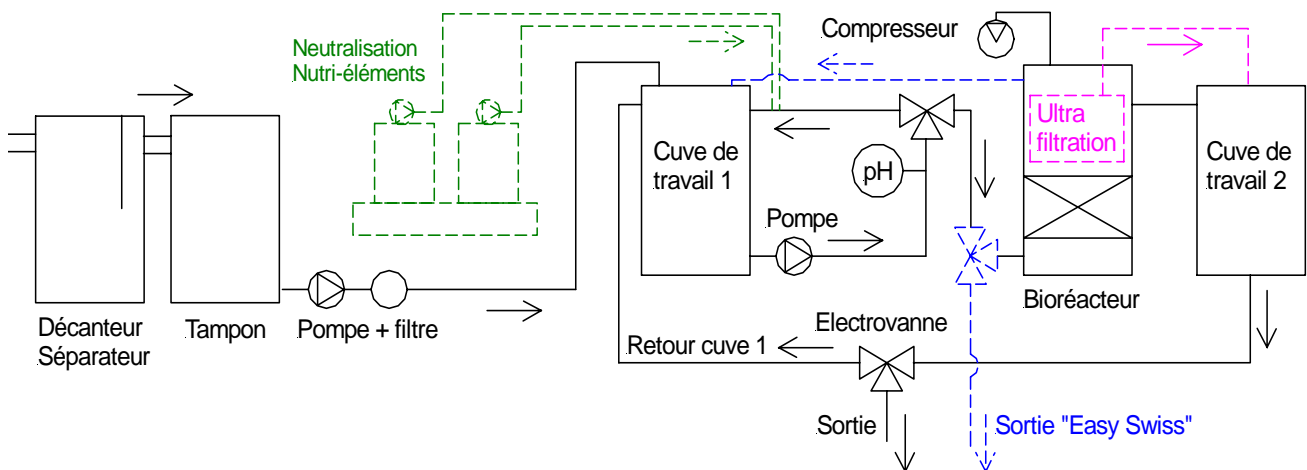 Neutralisation
Nutri-éléments
Compresseur
Ultra
filtration
Cuve de
travail 1
pH
Cuve de
travail 2
Pompe
Bioréacteur
Décanteur
Séparateur
Tampon
Pompe + filtre
Electrovanne
Retour cuve 1
Sortie
Sortie "Easy Swiss"